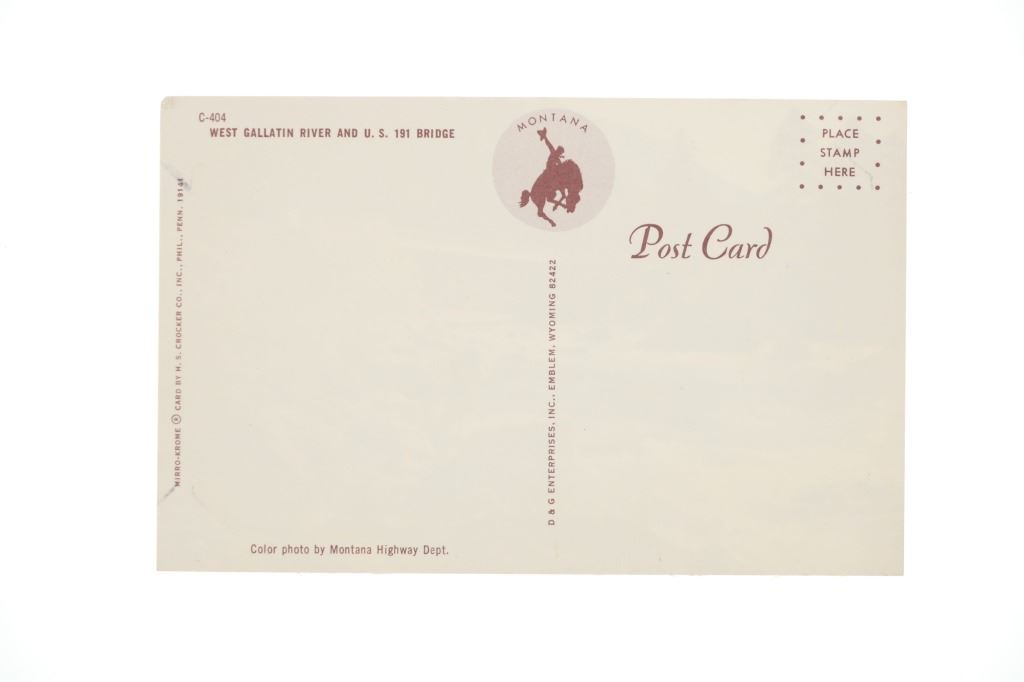 C-404
WEST GALLATIN RIVER AND U. S. 191 BRIDGE
MONTANA
PLACE
STAMP
HERE
Post Card
MIRRO-KROME ® CARD BY H. S. CROCKER CO., INC., PHIL., PENN. 19148
D & G ENTERPRISES, INC., EMBLEM, WYOMING 82422
Color photo by Montana Highway Dept.